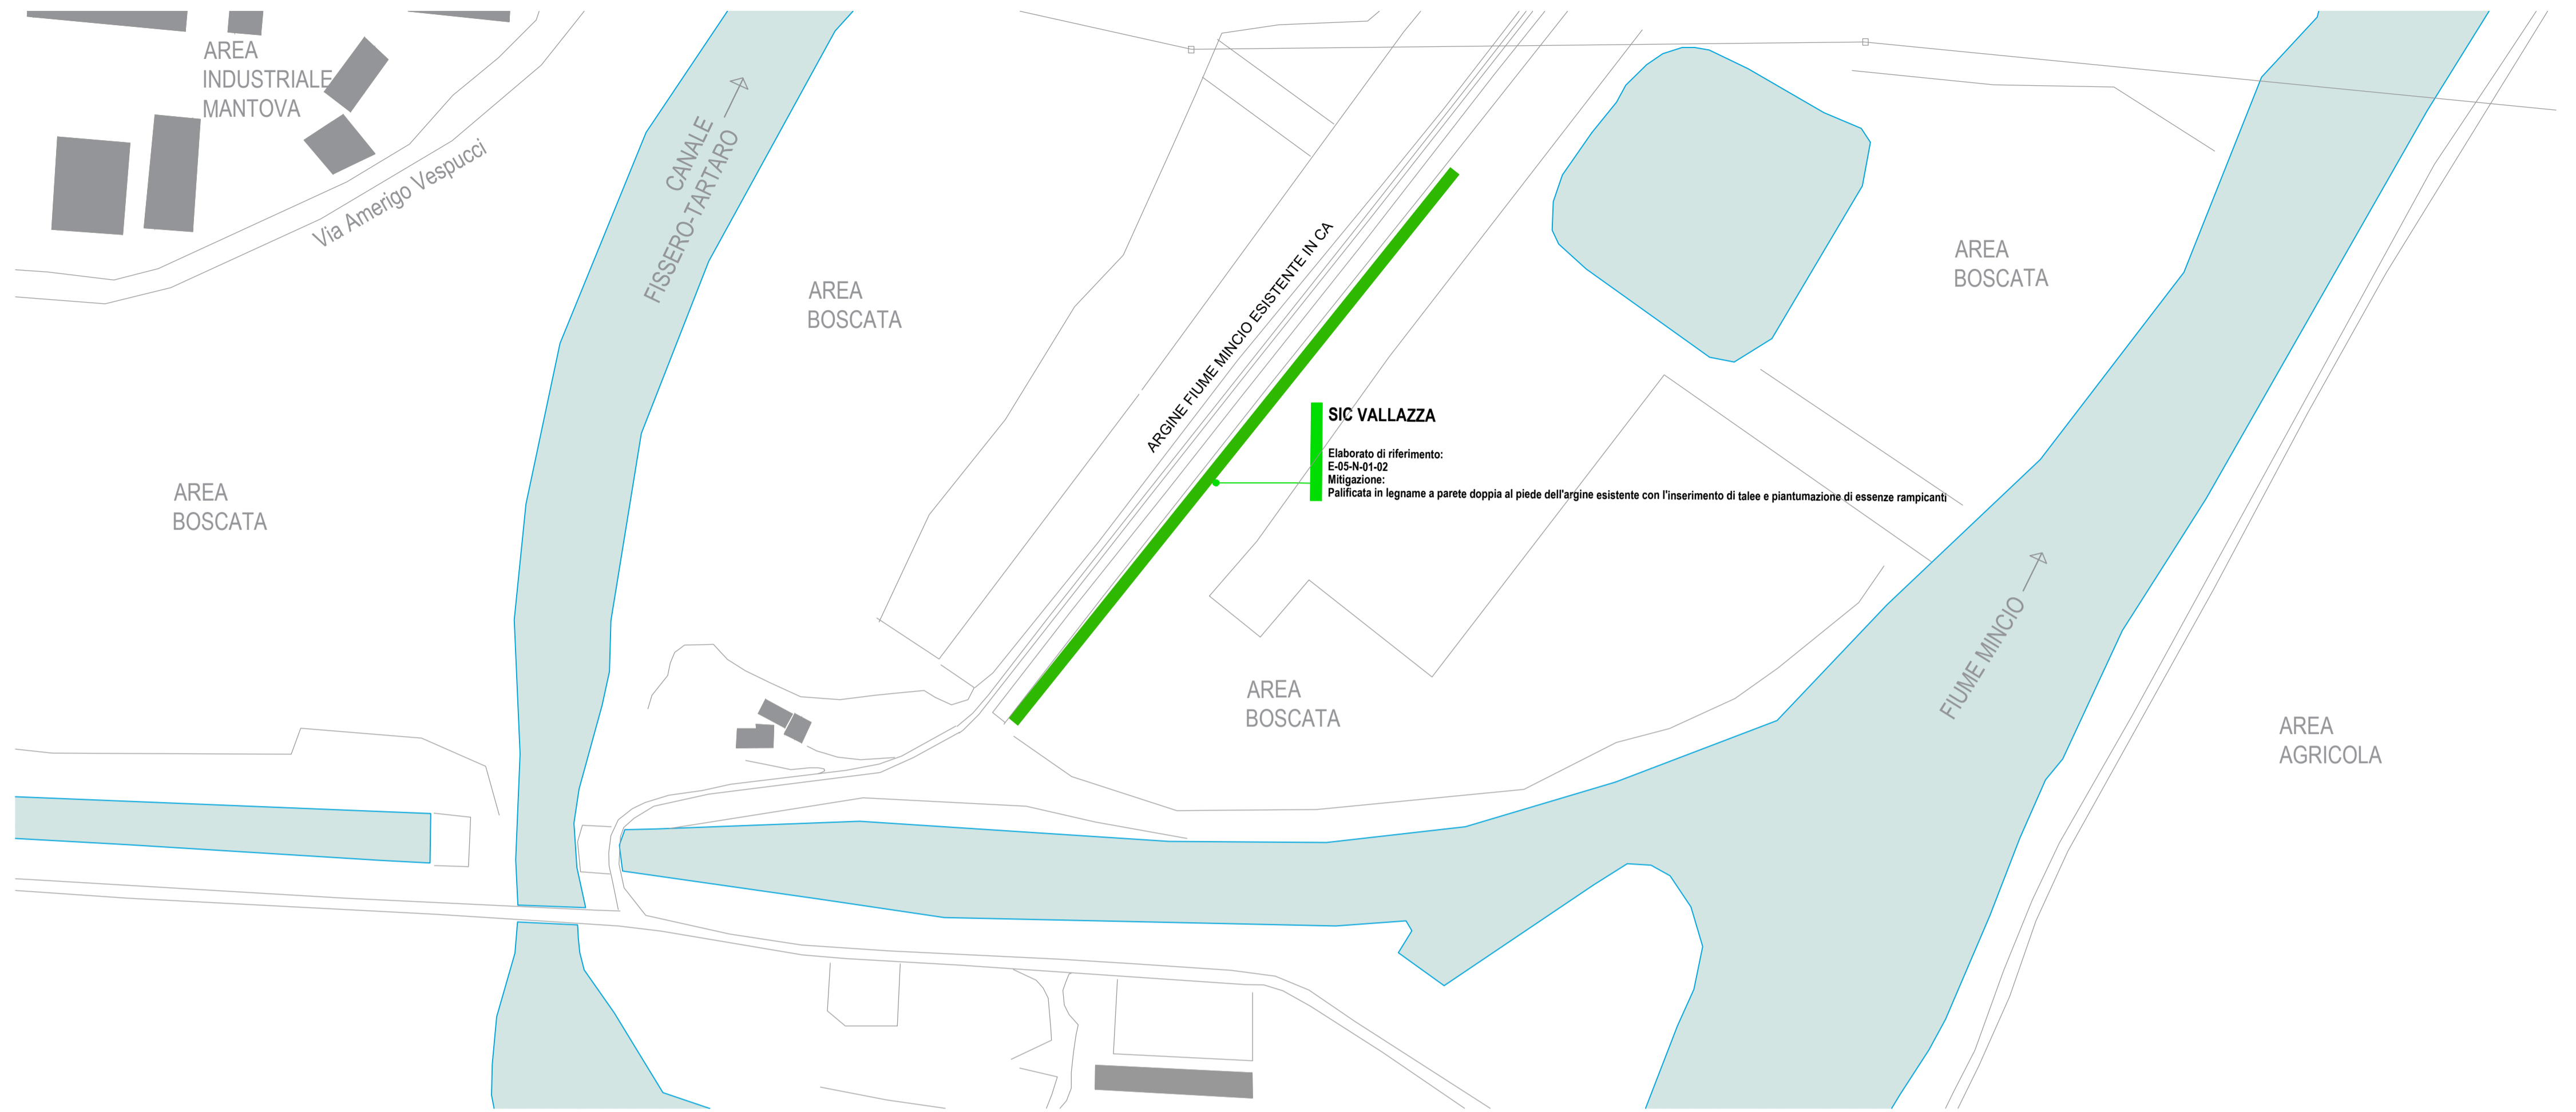 AREA
INDUSTRIALE
MANTOVA
Via Amerigo Vespucci
CANALE
FISSERO-TARTARO
AREA
BOSCATA
ARGINE FIUME MINCIO ESISTENTE IN CA
AREA
BOSCATA
SIC VALLAZZA
Elaborato di riferimento:
E-05-N-01-02
Mitigazione:
Palificata in legname a parete doppia al piede dell'argine esistente con l'inserimento di talee e piantumazione di essenze rampicanti
AREA
BOSCATA
AREA
BOSCATA
FIUME MINCIO
AREA
AGRICOLA